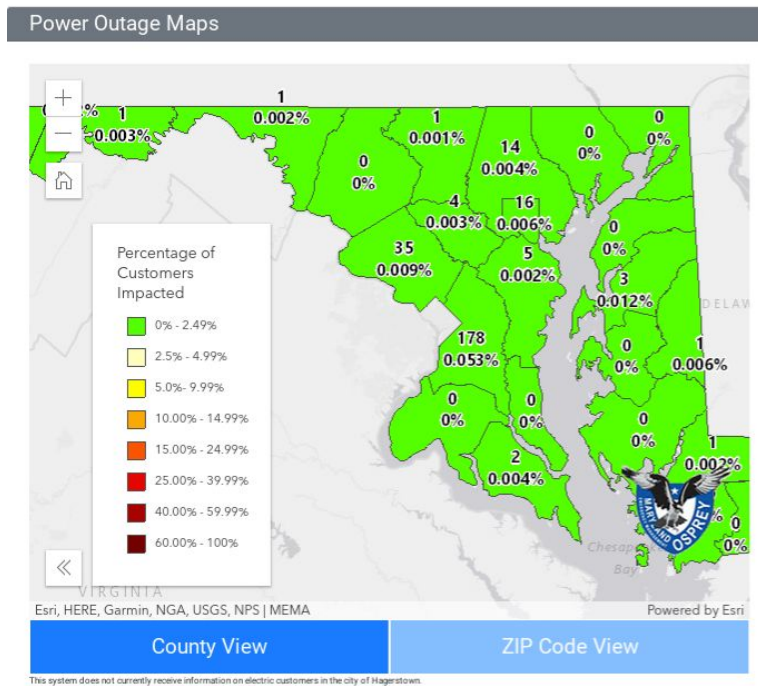 Power Outage Maps
+
−
1
0.003%
1
0.002%
0
0%
1
0.001%
14
0.004%
0
0%
0
0%
4
0.003%
16
0.006%
35
0.009%
5
0.002%
0
0%
3
0.012%
DELAW
178
0.053%
0
0%
1
0.006%
0
0%
0
0%
0
0%
1
0.002%
2
0.004%
0
0%
MARYLAND
OSPREY
Percentage of
Customers
Impacted
0% - 2.49%
2.5% - 4.99%
5.0%- 9.99%
10.00% - 14.99%
15.00% - 24.99%
25.00% - 39.99%
40.00% - 59.99%
60.00% - 100%
VIRGINIA
Bay
Esri, HERE, Garmin, NGA, USGS, NPS | MEMA
Powered by Esri
County View
ZIP Code View
This system does not currently receive information on electric customers in the city of Hagerstown.